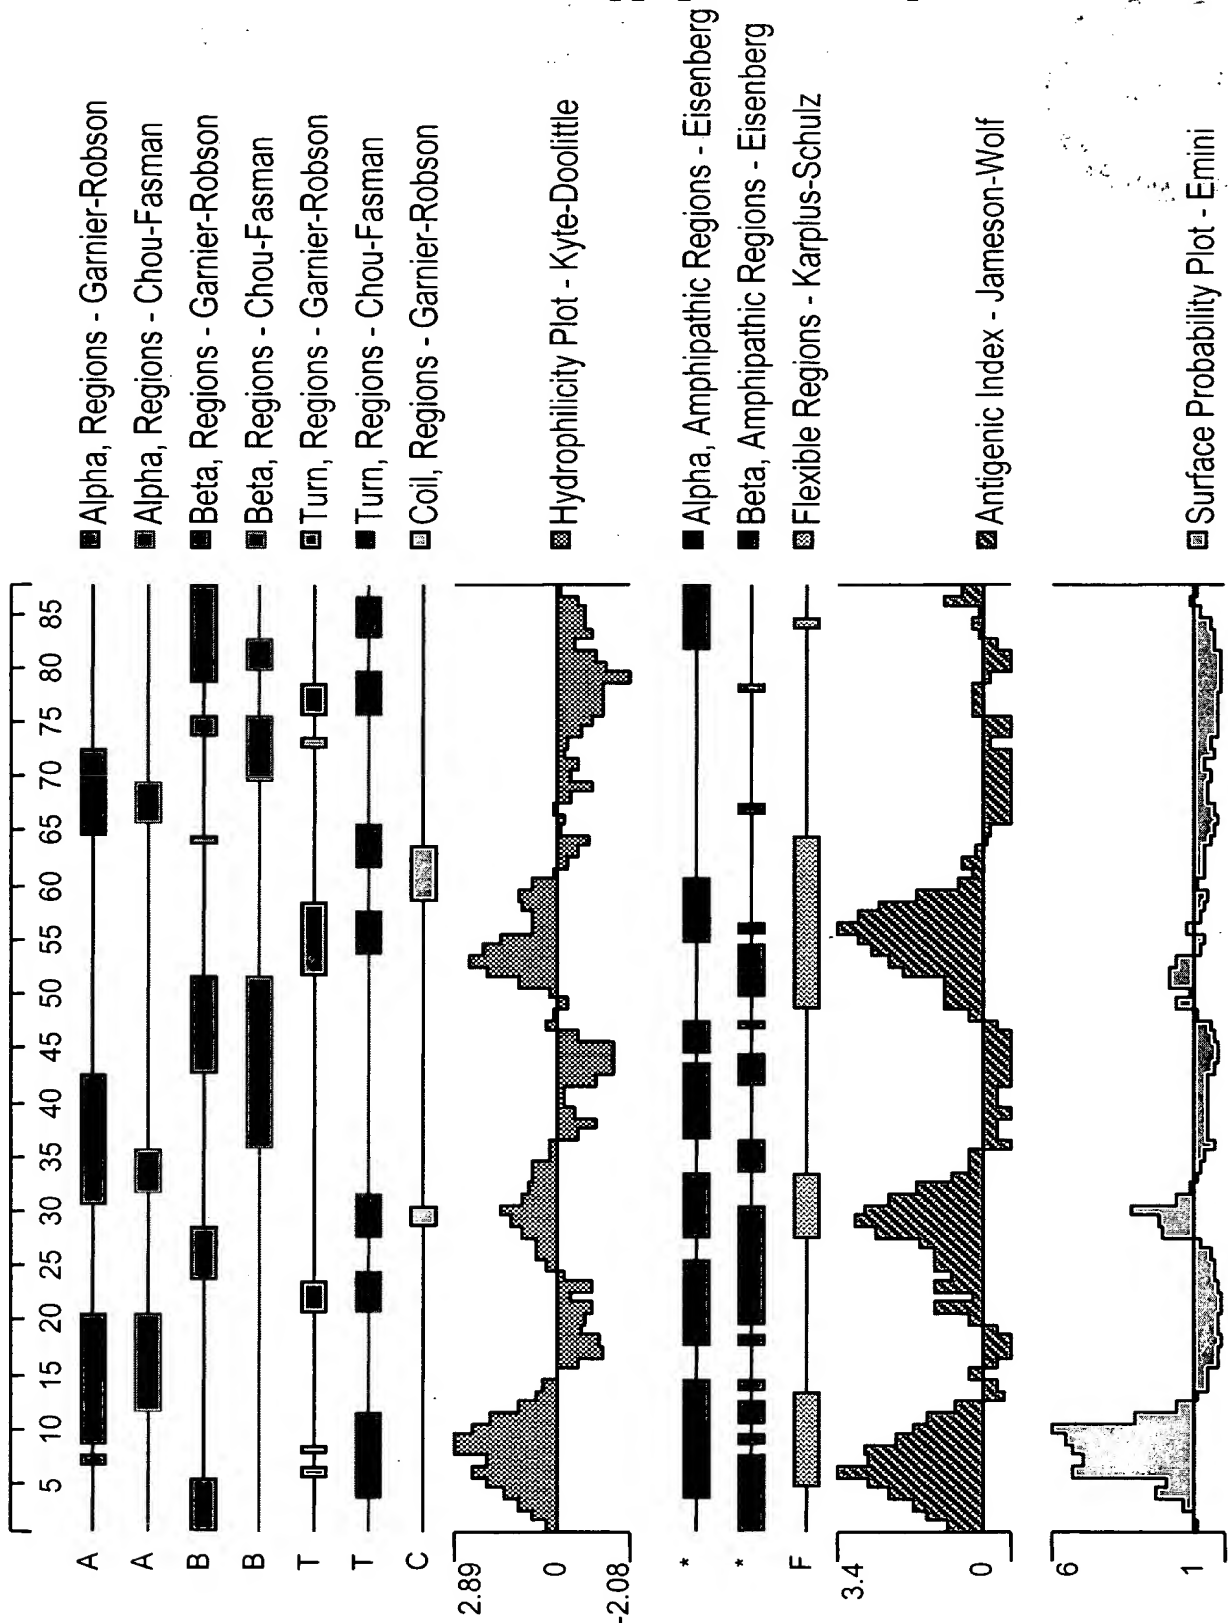 5 10 15 20 25 30 35 40 45 50 55 60 65 70 75 80 85
A Alpha, Regions - Garnier-Robson
A Alpha, Regions - Chou-Fasman
B Beta, Regions - Garnier-Robson
B Beta, Regions - Chou-Fasman
T Turn, Regions - Garnier-Robson
T Turn, Regions - Chou-Fasman
C Coil, Regions - Garnier-Robson
2.89
0 Hydrophilicity Plot - Kyte-Doolittle
-2.08
* Alpha, Amphipathic Regions - Eisenberg
* Beta, Amphipathic Regions - Eisenberg
F Flexible Regions - Karplus-Schulz
3.4
0 Antigenic Index - Jameson-Wolf
6
1 Surface Probability Plot - Emini